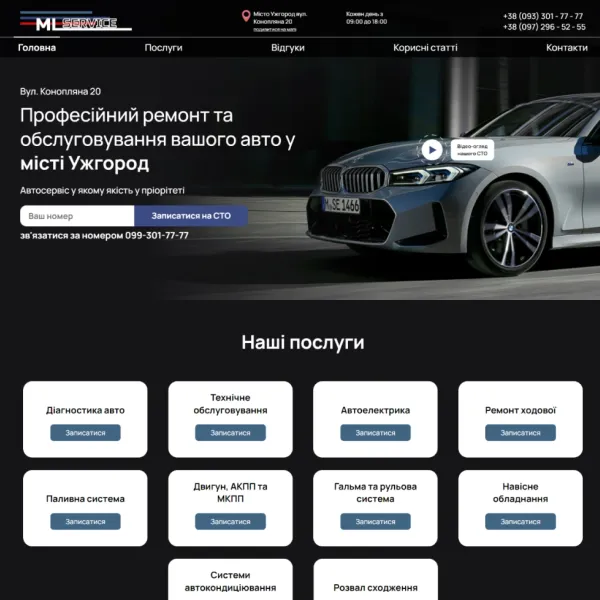 ML SERVICE
Місто Ужгород вул.
Конопляна 20
подивитися на мапі
Кожен день з
09:00 до 18:00
+38 (093) 301 - 77 - 77
+38 (097) 296 - 52 - 55
Головна
Послуги
Відгуки
Корисні статті
Контакти
Вул. Конопляна 20
Професійний ремонт та
обслуговування вашого авто у
місті Ужгород
Автосервіс у якому якість у пріорітеті
Ваш номер
Записатися на СТО
зв'язатися за номером 099-301-77-77
Відео-огляд
нашого СТО
M SE 1466
Наші послуги
Діагностика авто
Записатися
Технічне
обслуговування
Записатися
Автоелектрика
Записатися
Ремонт ходової
Записатися
Паливна система
Записатися
Двигун, АКПП та
МКПП
Записатися
Гальма та рульова
система
Записатися
Навісне
обладнання
Записатися
Системи
автокондиціювання
Розвал сходження